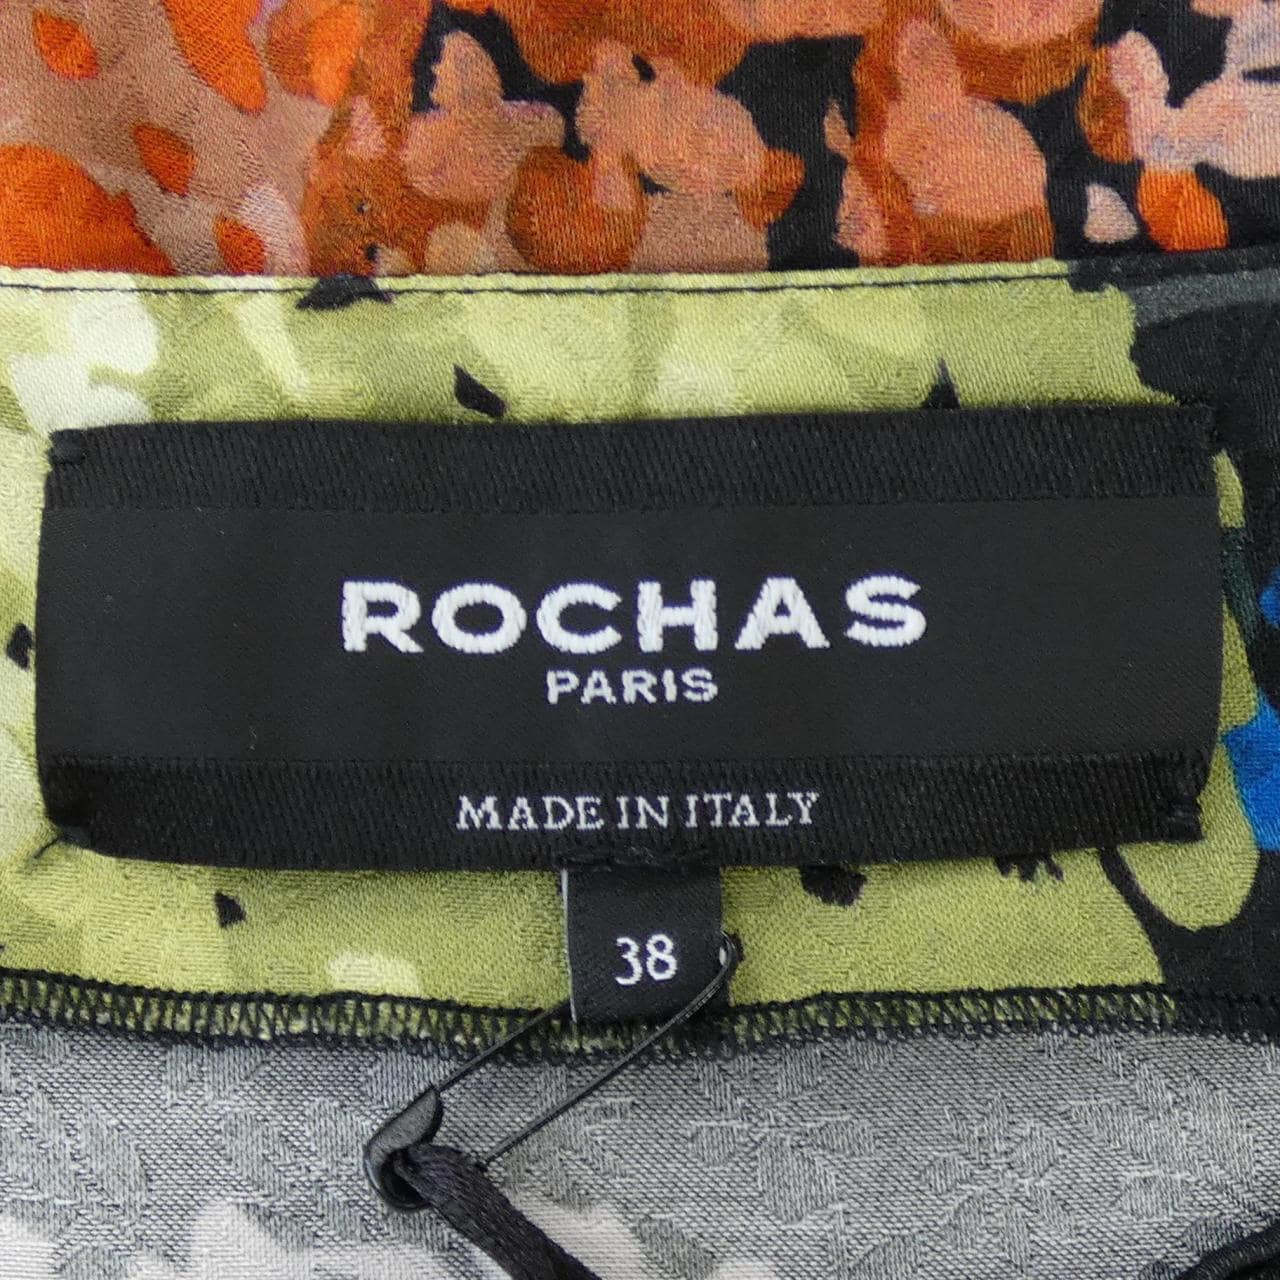 ROCHAS
PARIS
MADE IN ITALY
38